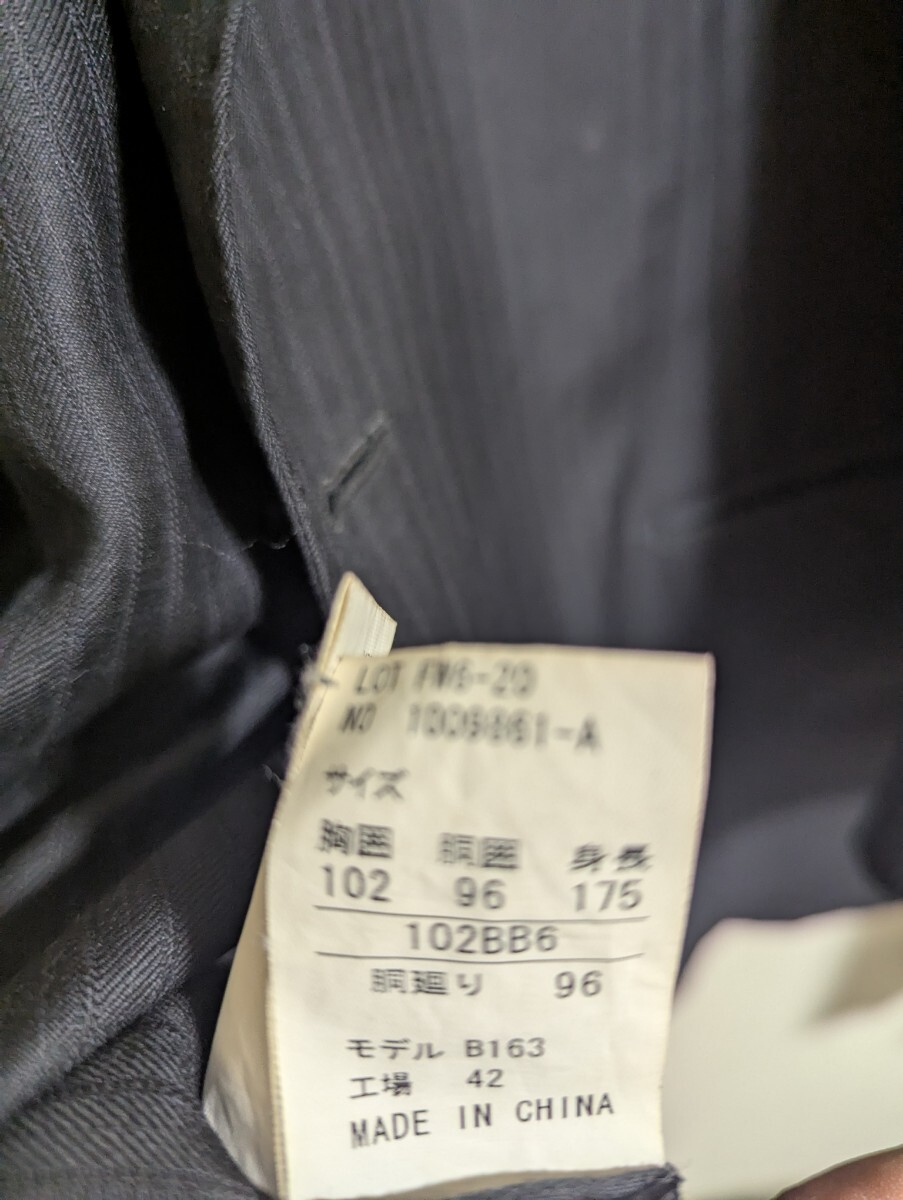 LOT FW6-20
NO 1009861-A
サイズ
胸囲 胴囲 身長
102 96 175
102BB6
胴廻り 96
モデル B163
工場 42
MADE IN CHINA